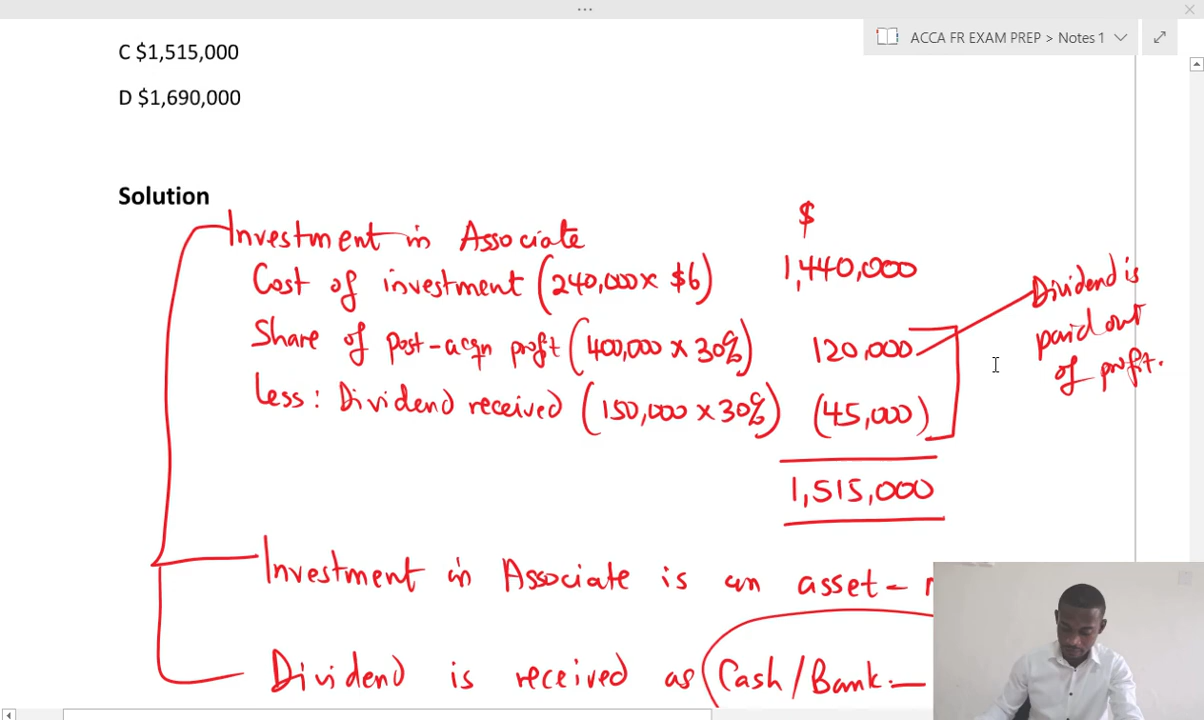 ACCA FR EXAM PREP > Notes 1
C $1,515,000
D $1,690,000
Solution
$
Investment in Associate
Cost of investment (240,000 x $6) 1,440,000
Share of post-acqn profit (400,000 x 30%) 120,000
Less: Dividend received (150,000 x 30%) (45,000)
1,515,000
Dividend is
paid out
of profit.
Investment in Associate is an asset -
Dividend is received as Cash/Bank. -